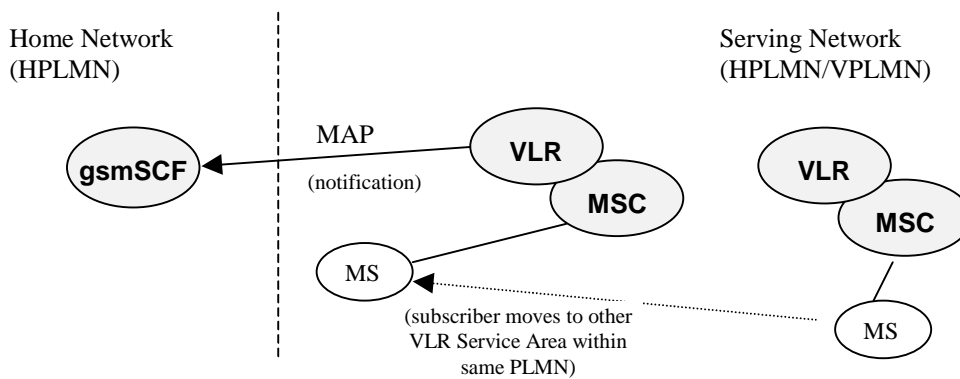 Home Network
(HPLMN)
Serving Network
(HPLMN/VPLMN)
gsmSCF
MAP
(notification)
VLR
MSC
VLR
MSC
MS
(subscriber moves to other
VLR Service Area within
same PLMN)
MS